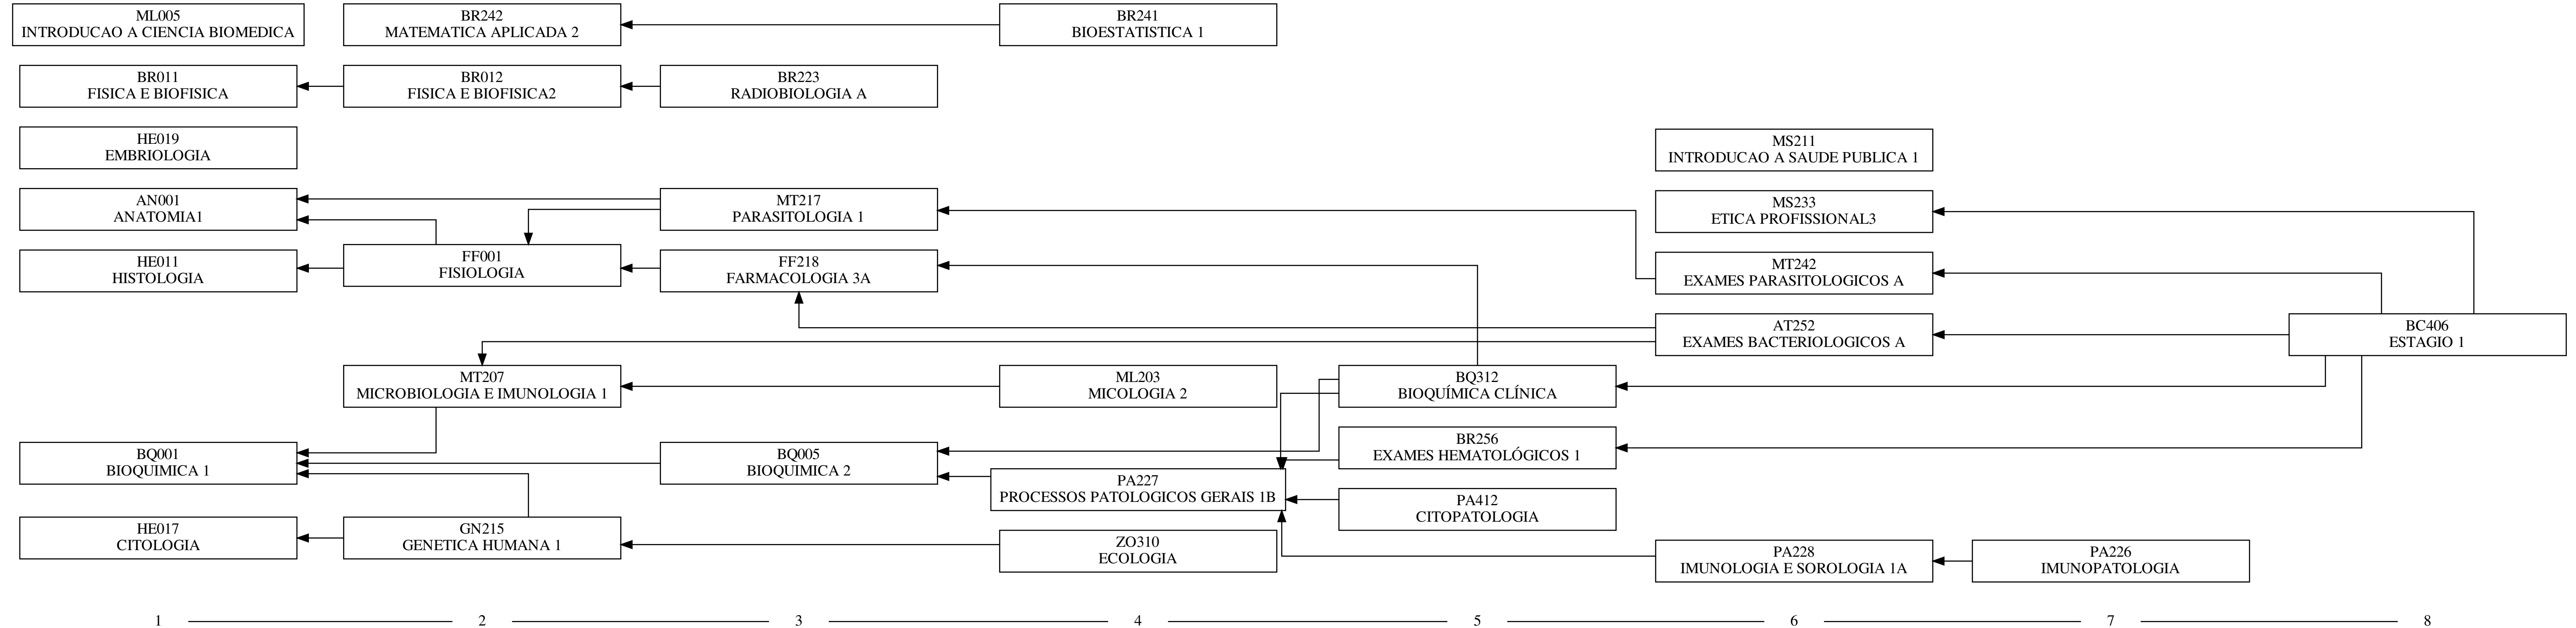 ML005
INTRODUCAO A CIENCIA BIOMEDICA
BR242
MATEMATICA APLICADA 2
BR241
BIOESTATISTICA 1
BR011
FISICA E BIOFISICA
BR012
FISICA E BIOFISICA2
BR223
RADIOBIOLOGIA A
HE019
EMBRIOLOGIA
MS211
INTRODUCAO A SAUDE PUBLICA 1
AN001
ANATOMIA1
MT217
PARASITOLOGIA 1
MS233
ETICA PROFISSIONAL3
HE011
HISTOLOGIA
FF001
FISIOLOGIA
FF218
FARMACOLOGIA 3A
MT242
EXAMES PARASITOLOGICOS A
AT252
EXAMES BACTERIOLOGICOS A
BC406
ESTAGIO 1
MT207
MICROBIOLOGIA E IMUNOLOGIA 1
ML203
MICOLOGIA 2
BQ312
BIOQUÍMICA CLÍNICA
BQ001
BIOQUIMICA 1
BQ005
BIOQUIMICA 2
BR256
EXAMES HEMATOLÓGICOS 1
PA227
PROCESSOS PATOLOGICOS GERAIS 1B
PA412
CITOPATOLOGIA
HE017
CITOLOGIA
GN215
GENETICA HUMANA 1
ZO310
ECOLOGIA
PA228
IMUNOLOGIA E SOROLOGIA 1A
PA226
IMUNOPATOLOGIA
1 2 3 4 5 6 7 8